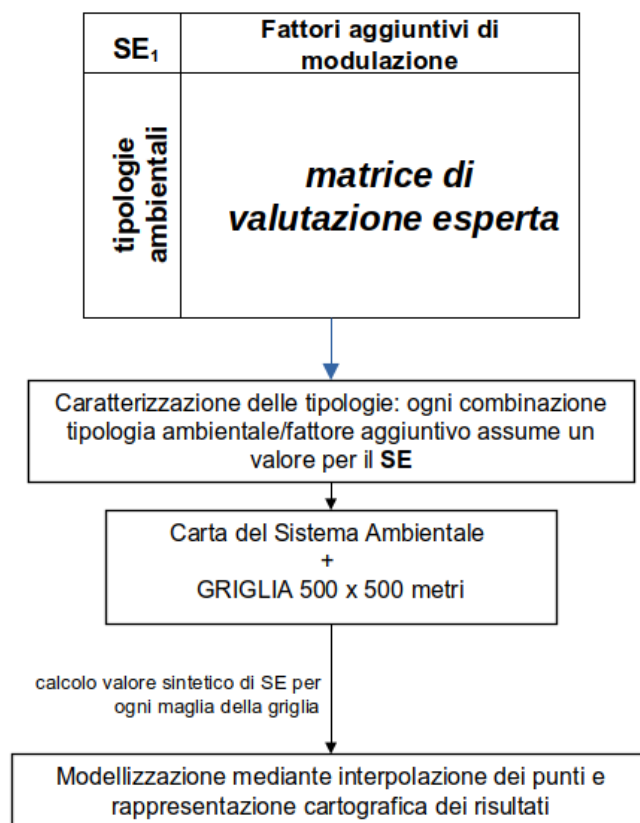 SE₁
Fattori aggiuntivi di
modulazione
tipologie
ambientali
matrice di
valutazione esperta
Caratterizzazione delle tipologie: ogni combinazione
tipologia ambientale/fattore aggiuntivo assume un
valore per il SE
Carta del Sistema Ambientale
+
GRIGLIA 500 x 500 metri
calcolo valore sintetico di SE per
ogni maglia della griglia
Modellizzazione mediante interpolazione dei punti e
rappresentazione cartografica dei risultati